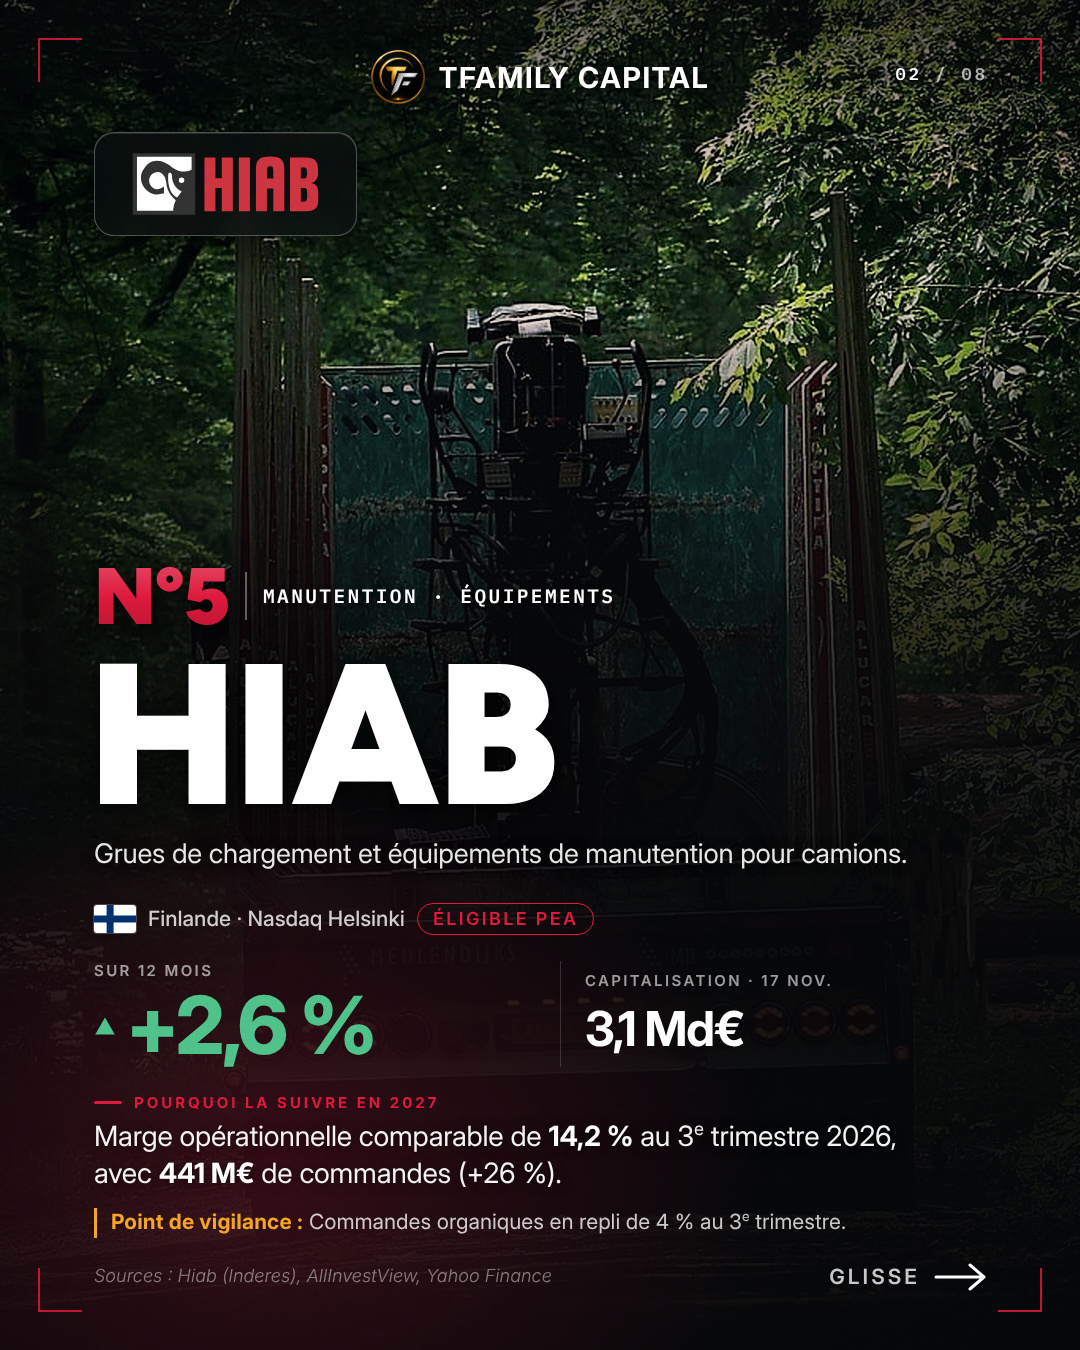 TF TFAMILY CAPITAL
02 / 08
HIAB
N°5
MANUTENTION · ÉQUIPEMENTS
HIAB
Grues de chargement et équipements de manutention pour camions.
Finlande · Nasdaq Helsinki ÉLIGIBLE PEA
SUR 12 MOIS
▲ +2,6 %
CAPITALISATION · 17 NOV.
3,1 Md€
POURQUOI LA SUIVRE EN 2027
Marge opérationnelle comparable de 14,2 % au 3e trimestre 2026,
avec 441 M€ de commandes (+26 %).
Point de vigilance : Commandes organiques en repli de 4 % au 3e trimestre.
Sources : Hiab (Inderes), AllInvestView, Yahoo Finance
GLISSE →
MEULENDIJKS